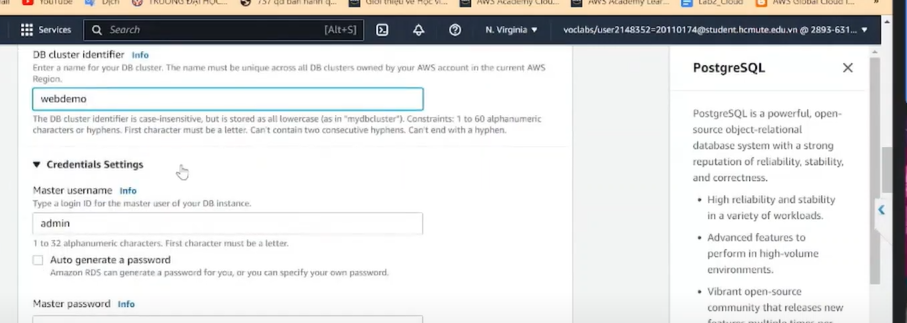 YouTube
Dịch
TRƯỜNG ĐẠI HỌC...
Giới thiệu về Học vi...
AWS Academy Clou...
AWS Academy Lear...
Lab2_Cloud
AWS Global Cloud I...
»
Services
Search
[Alt+S]
N. Virginia
voclabs/user2148352=20110174@student.hcmute.edu.vn @ 2893-631...
DB cluster identifier Info
Enter a name for your DB cluster. The name must be unique across all DB clusters owned by your AWS account in the current AWS
Region.
webdemo
The DB cluster identifier is case-insensitive, but is stored as all lowercase (as in "mydbcluster"). Constraints: 1 to 60 alphanumeric
characters or hyphens. First character must be a letter. Can't contain two consecutive hyphens. Can't end with a hyphen.
Credentials Settings
Master username Info
Type a login ID for the master user of your DB instance.
admin
1 to 32 alphanumeric characters. First character must be a letter.
Auto generate a password
Amazon RDS can generate a password for you, or you can specify your own password.
Master password Info
PostgreSQL
PostgreSQL is a powerful, open-
source object-relational
database system with a strong
reputation of reliability, stability,
and correctness.
• High reliability and stability
in a variety of workloads.
• Advanced features to
perform in high-volume
environments.
• Vibrant open-source
community that releases new
features multiple times per